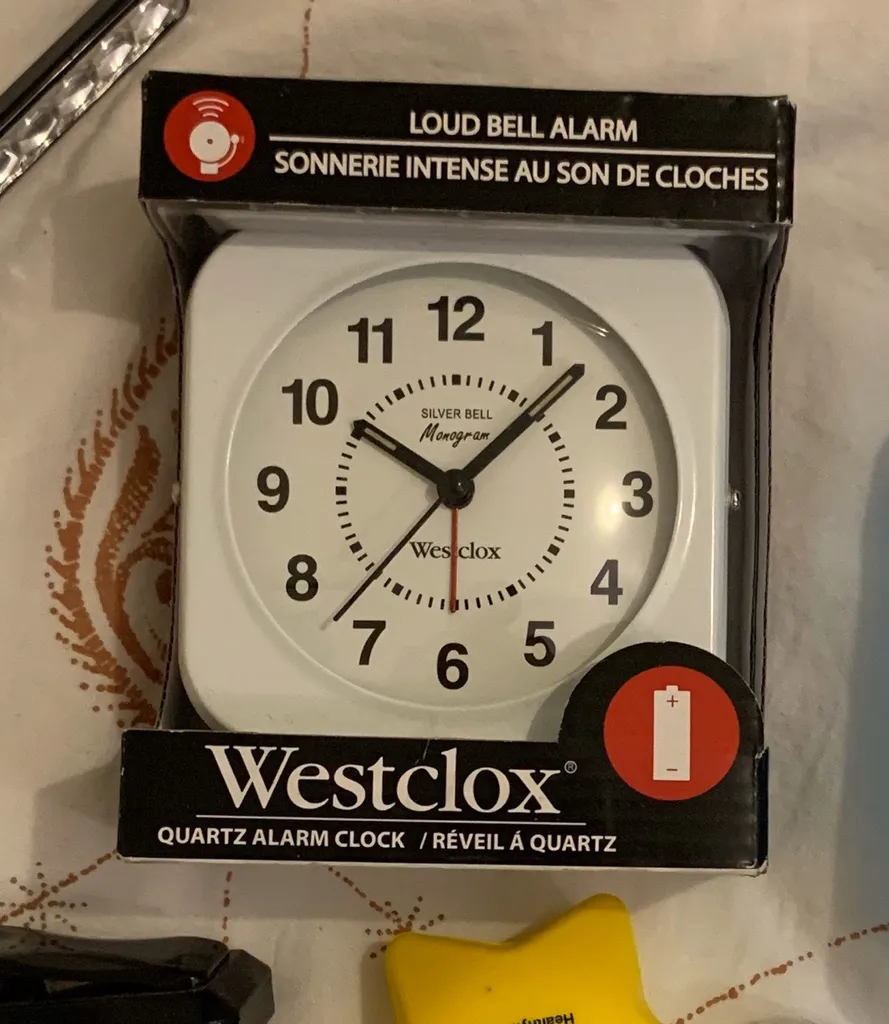 LOUD BELL ALARM
SONNERIE INTENSE AU SON DE CLOCHES
12
11 1
10 2
SILVER BELL
Monogram
9 3
Westclox
8 4
7 5
6
+
−
Westclox®
QUARTZ ALARM CLOCK / RÉVEIL Á QUARTZ